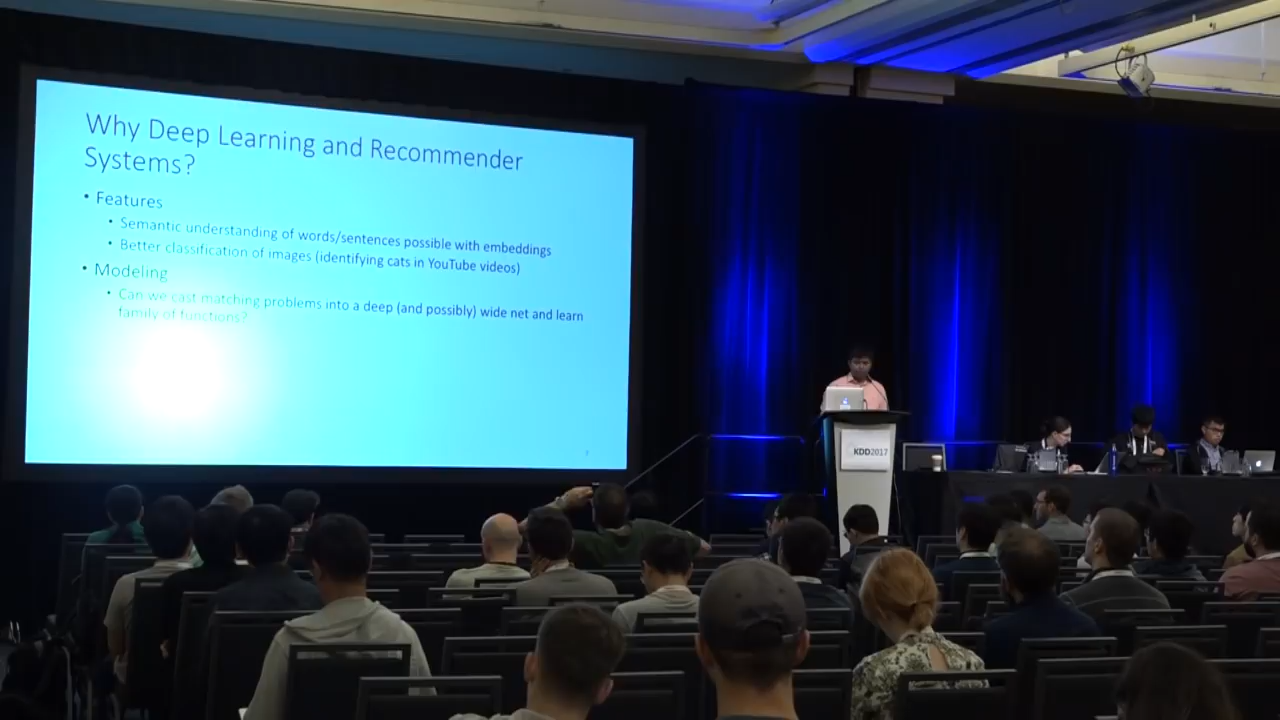 Why Deep Learning and Recommender
Systems?
• Features
• Semantic understanding of words/sentences possible with embeddings
• Better classification of images (identifying cats in YouTube videos)
• Modeling
• Can we cast matching problems into a deep (and possibly) wide net and learn
family of functions?
KDD2017